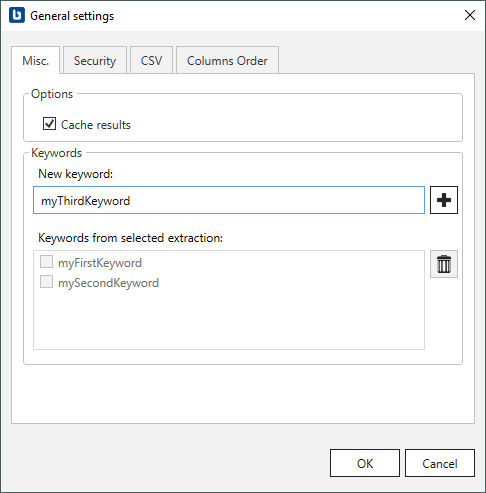 General settings
Misc. Security CSV Columns Order
Options
Cache results
Keywords
New keyword:
myThirdKeyword
Keywords from selected extraction:
myFirstKeyword
mySecondKeyword
OK Cancel